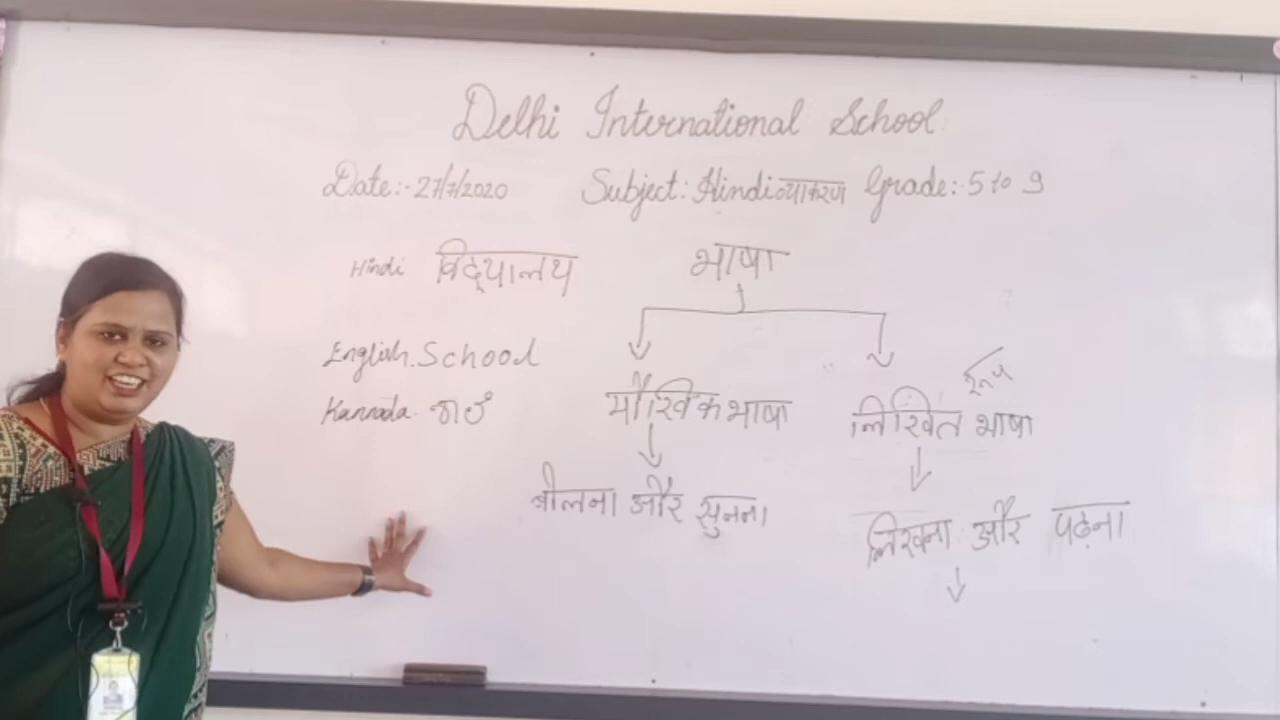 Delhi International School
Date:- 27/7/2020 Subject: Hindi व्याकरण Grade:- 5 to 9
Hindi विद्यालय भाषा
English. School
रूप
Kannada मौखिक भाषा लिखित भाषा
बोलना और सुनना
लिखना और पढ़ना